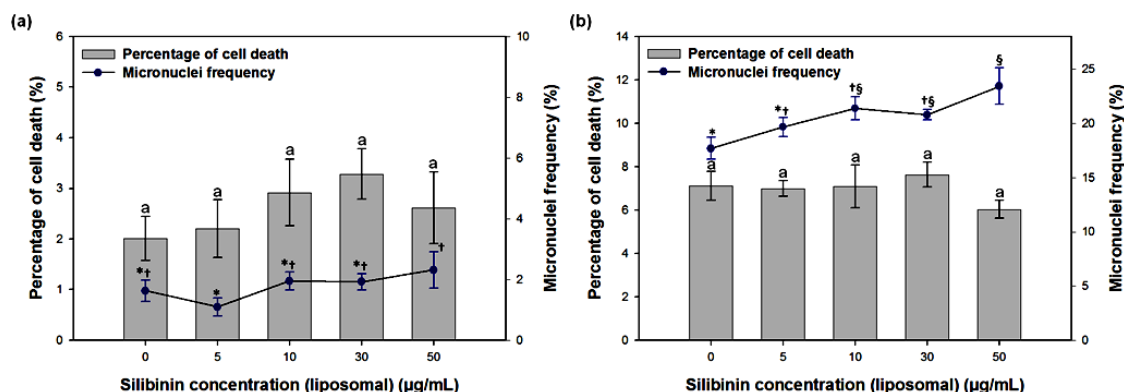 (a)
Percentage of cell death
Micronuclei frequency
Percentage of cell death (%)
6
5
4
3
2
1
0
10
8
6
4
2
0
Micronuclei frequency (%)
a
a
a
a
a
*†
*
*†
*†
†
0
5
10
30
50
Silibinin concentration (liposomal) (µg/mL)
(b)
Percentage of cell death
Micronuclei frequency
Percentage of cell death (%)
14
12
10
8
6
4
2
0
25
20
15
10
5
0
Micronuclei frequency (%)
*
*†
†§
†§
§
a
a
a
a
a
0
5
10
30
50
Silibinin concentration (liposomal) (µg/mL)